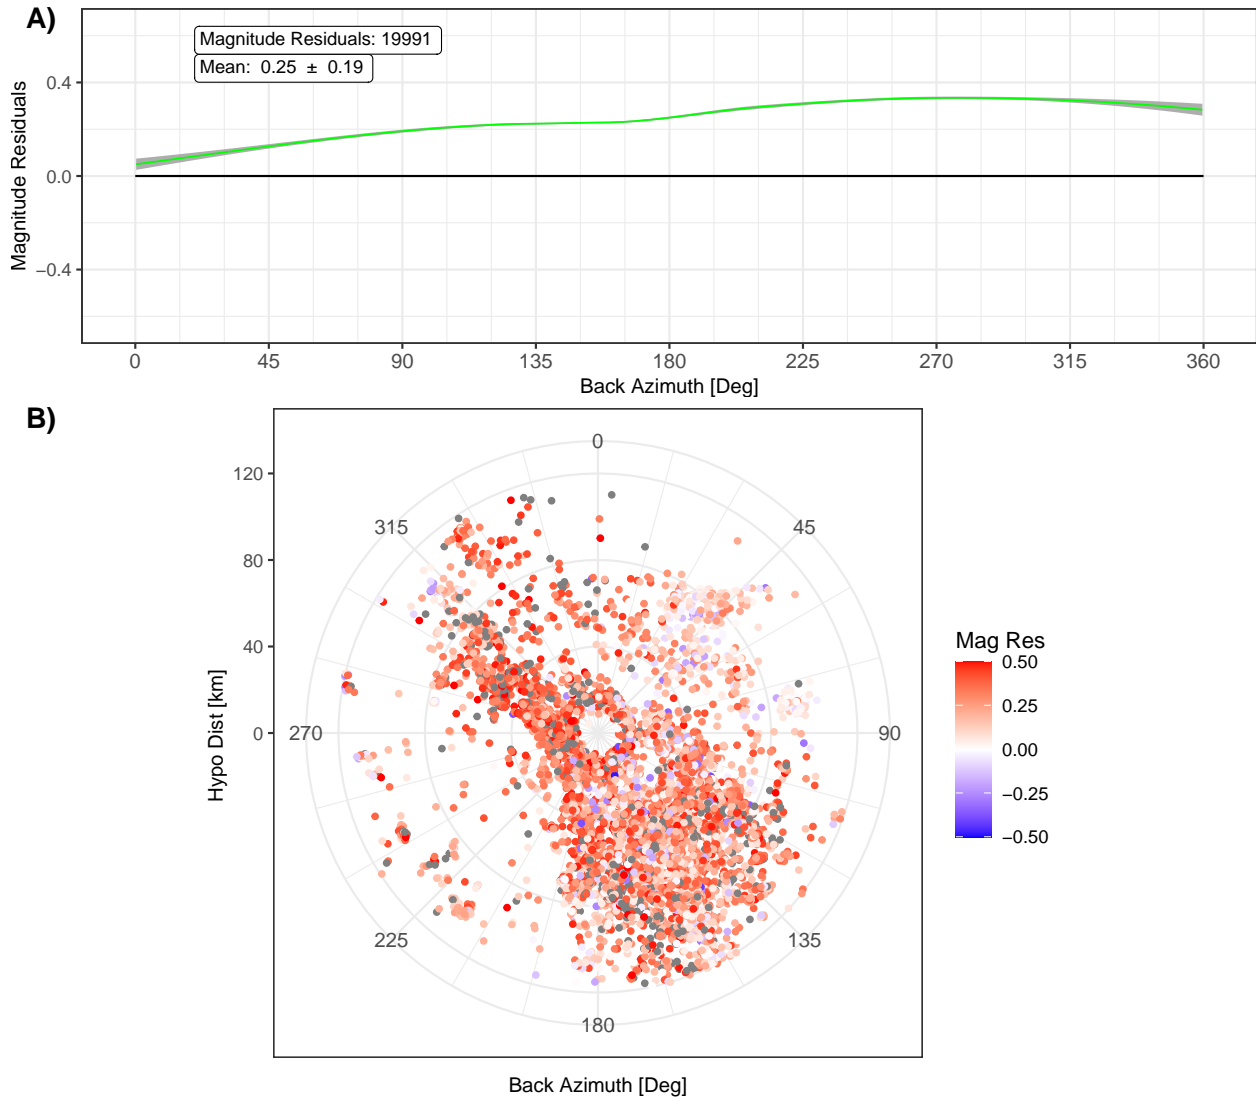 A)
Magnitude Residuals: 19991
Mean:  0.25  ±  0.19
Magnitude Residuals
0.4
0.0
−0.4
0 45 90 135 180 225 270 315 360
Back Azimuth [Deg]
B)
Hypo Dist [km]
120
80
40
0
0
45
90
135
180
225
270
315
Back Azimuth [Deg]
Mag Res
0.50
0.25
0.00
−0.25
−0.50